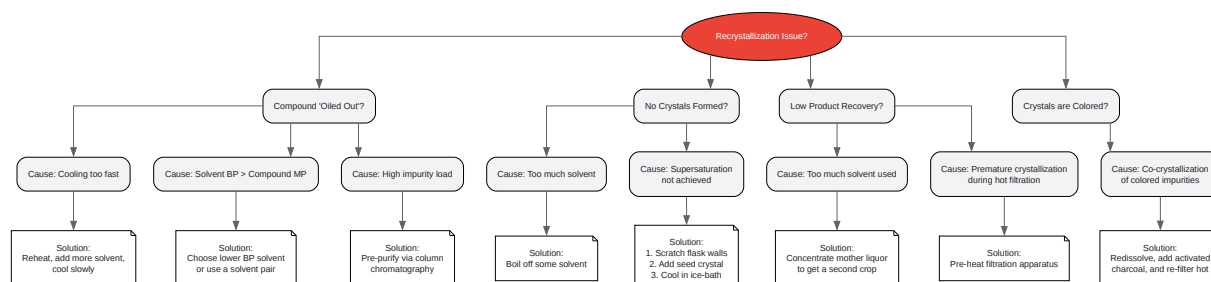 Recrystallization Issue?
Compound 'Oiled Out'?
No Crystals Formed?
Low Product Recovery?
Crystals are Colored?
Cause: Cooling too fast
Cause: Solvent BP > Compound MP
Cause: High impurity load
Cause: Too much solvent
Cause: Supersaturation
not achieved
Cause: Too much solvent used
Cause: Premature crystallization
during hot filtration
Cause: Co-crystallization
of colored impurities
Solution:
Reheat, add more solvent,
cool slowly
Solution:
Choose lower BP solvent
or use a solvent pair
Solution:
Pre-purify via column
chromatography
Solution:
Boil off some solvent
Solution:
1. Scratch flask walls
2. Add seed crystal
3. Cool in ice-bath
Solution:
Concentrate mother liquor
to get a second crop
Solution:
Pre-heat filtration apparatus
Solution:
Redissolve, add activated
charcoal, and re-filter hot